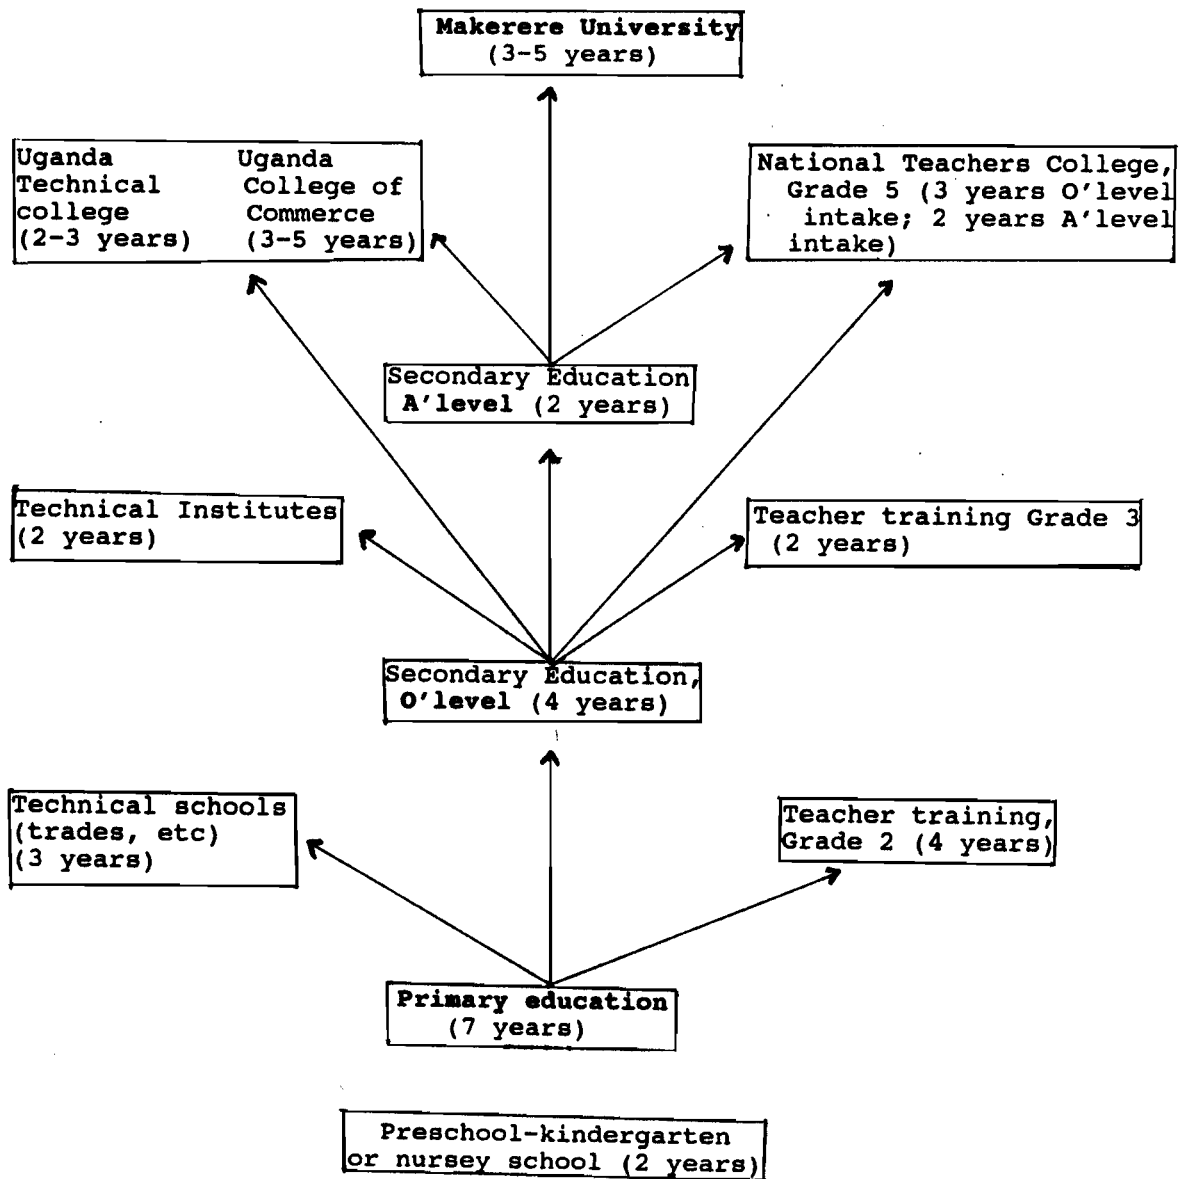 Makerere University
(3-5 years)
Uganda
Technical
college
(2-3 years)
Uganda
College of
Commerce
(3-5 years)
National Teachers College,
Grade 5 (3 years O'level
intake; 2 years A'level
intake)
Secondary Education
A'level (2 years)
Technical Institutes
(2 years)
Teacher training Grade 3
(2 years)
Secondary Education,
O'level (4 years)
Technical schools
(trades, etc)
(3 years)
Teacher training,
Grade 2 (4 years)
Primary education
(7 years)
Preschool-kindergarten
or nursey school (2 years)